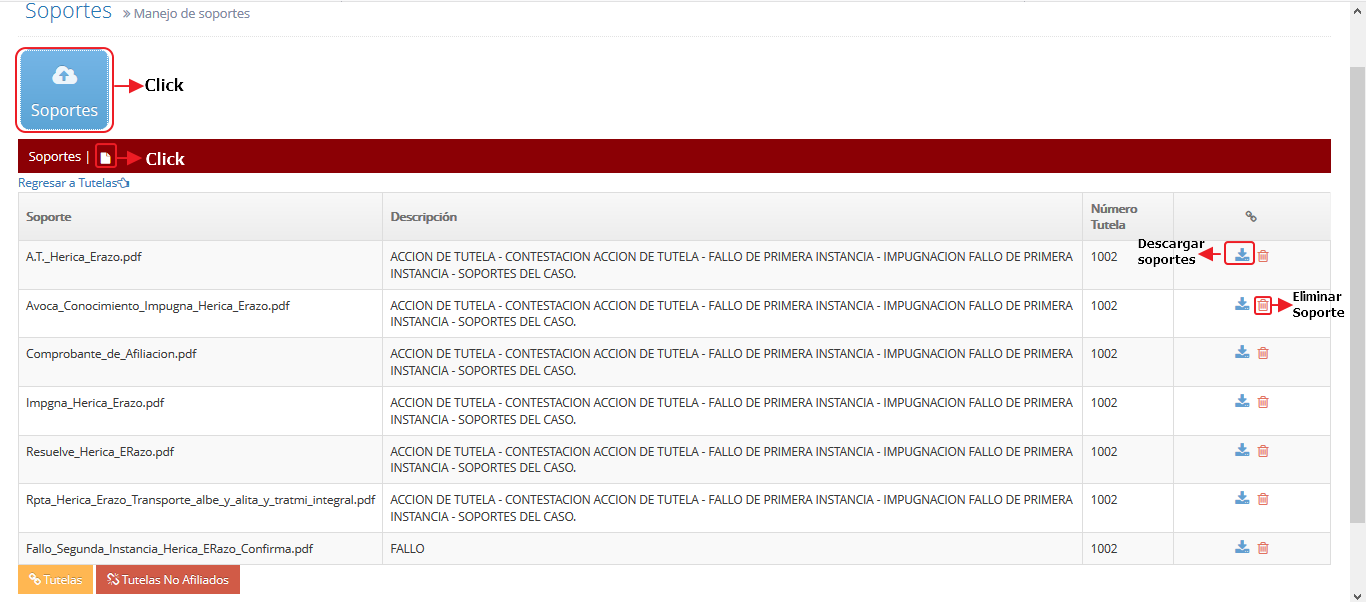 Soportes » Manejo de soportes
Soportes
Click
Soportes |
Click
Regresar a Tutelas
Soporte
Descripción
Número
Tutela
A.T._Herica_Erazo.pdf
ACCION DE TUTELA - CONTESTACION ACCION DE TUTELA - FALLO DE PRIMERA INSTANCIA - IMPUGNACION FALLO DE PRIMERA
INSTANCIA - SOPORTES DEL CASO.
1002
Descargar
soportes
Avoca_Conocimiento_Impugna_Herica_Erazo.pdf
ACCION DE TUTELA - CONTESTACION ACCION DE TUTELA - FALLO DE PRIMERA INSTANCIA - IMPUGNACION FALLO DE PRIMERA
INSTANCIA - SOPORTES DEL CASO.
1002
Eliminar
Soporte
Comprobante_de_Afiliacion.pdf
ACCION DE TUTELA - CONTESTACION ACCION DE TUTELA - FALLO DE PRIMERA INSTANCIA - IMPUGNACION FALLO DE PRIMERA
INSTANCIA - SOPORTES DEL CASO.
1002
Impgna_Herica_Erazo.pdf
ACCION DE TUTELA - CONTESTACION ACCION DE TUTELA - FALLO DE PRIMERA INSTANCIA - IMPUGNACION FALLO DE PRIMERA
INSTANCIA - SOPORTES DEL CASO.
1002
Resuelve_Herica_ERazo.pdf
ACCION DE TUTELA - CONTESTACION ACCION DE TUTELA - FALLO DE PRIMERA INSTANCIA - IMPUGNACION FALLO DE PRIMERA
INSTANCIA - SOPORTES DEL CASO.
1002
Rpta_Herica_Erazo_Transporte_albe_y_alita_y_tratmi_integral.pdf
ACCION DE TUTELA - CONTESTACION ACCION DE TUTELA - FALLO DE PRIMERA INSTANCIA - IMPUGNACION FALLO DE PRIMERA
INSTANCIA - SOPORTES DEL CASO.
1002
Fallo_Segunda_Instancia_Herica_ERazo_Confirma.pdf
FALLO
1002
Tutelas
Tutelas No Afiliados